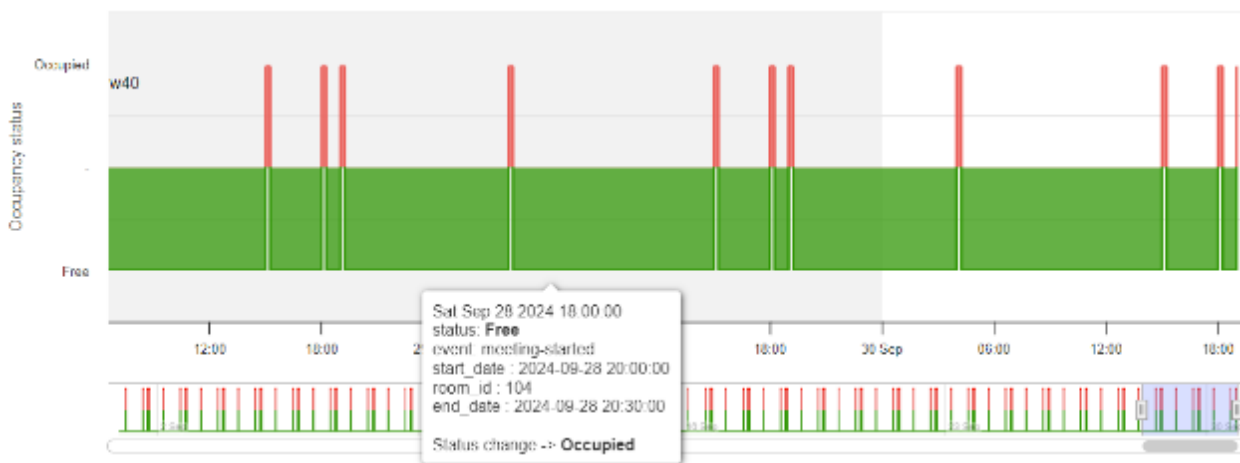 Occupied
w40
Occupancy status
-
Free
Sat Sep 28 2024 18:00:00
status: Free
event_meeting-started
start_date : 2024-09-28 20:00:00
room_id : 104
end_date : 2024-09-28 20:30:00
Status change -> Occupied
12:00
18:00
18:00
30 Sep
06:00
12:00
18:00